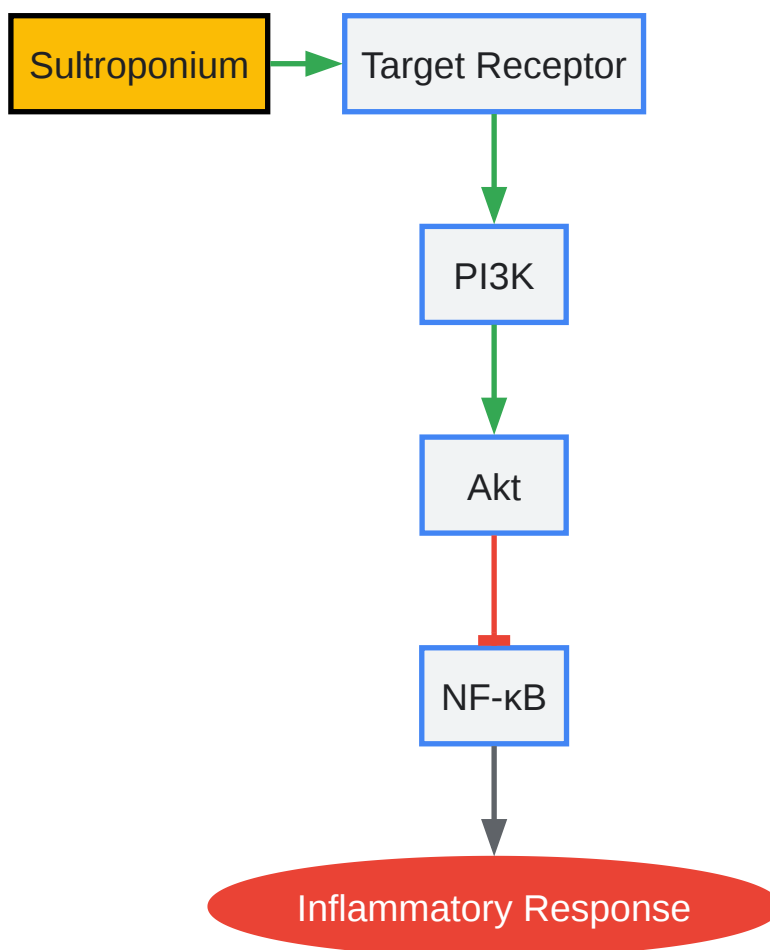 Sultroponium
Target Receptor
PI3K
Akt
NF-κB
Inflammatory Response